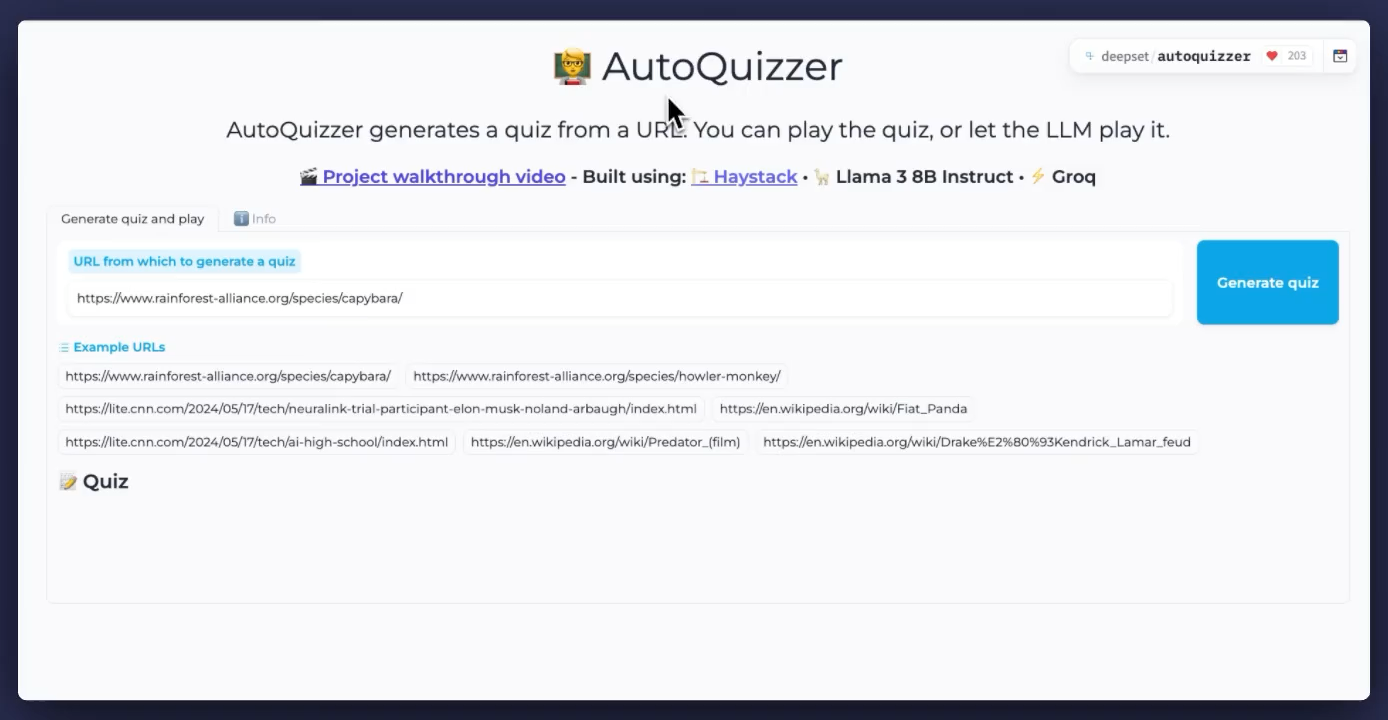 AutoQuizzer
deepset/autoquizzer 203
AutoQuizzer generates a quiz from a URL. You can play the quiz, or let the LLM play it.
Project walkthrough video - Built using: Haystack • Llama 3 8B Instruct • Groq
Generate quiz and play Info
URL from which to generate a quiz
https://www.rainforest-alliance.org/species/capybara/
Generate quiz
Example URLs
https://www.rainforest-alliance.org/species/capybara/ https://www.rainforest-alliance.org/species/howler-monkey/
https://lite.cnn.com/2024/05/17/tech/neuralink-trial-participant-elon-musk-noland-arbaugh/index.html https://en.wikipedia.org/wiki/Fiat_Panda
https://lite.cnn.com/2024/05/17/tech/ai-high-school/index.html https://en.wikipedia.org/wiki/Predator_(film) https://en.wikipedia.org/wiki/Drake%E2%80%93Kendrick_Lamar_feud
Quiz